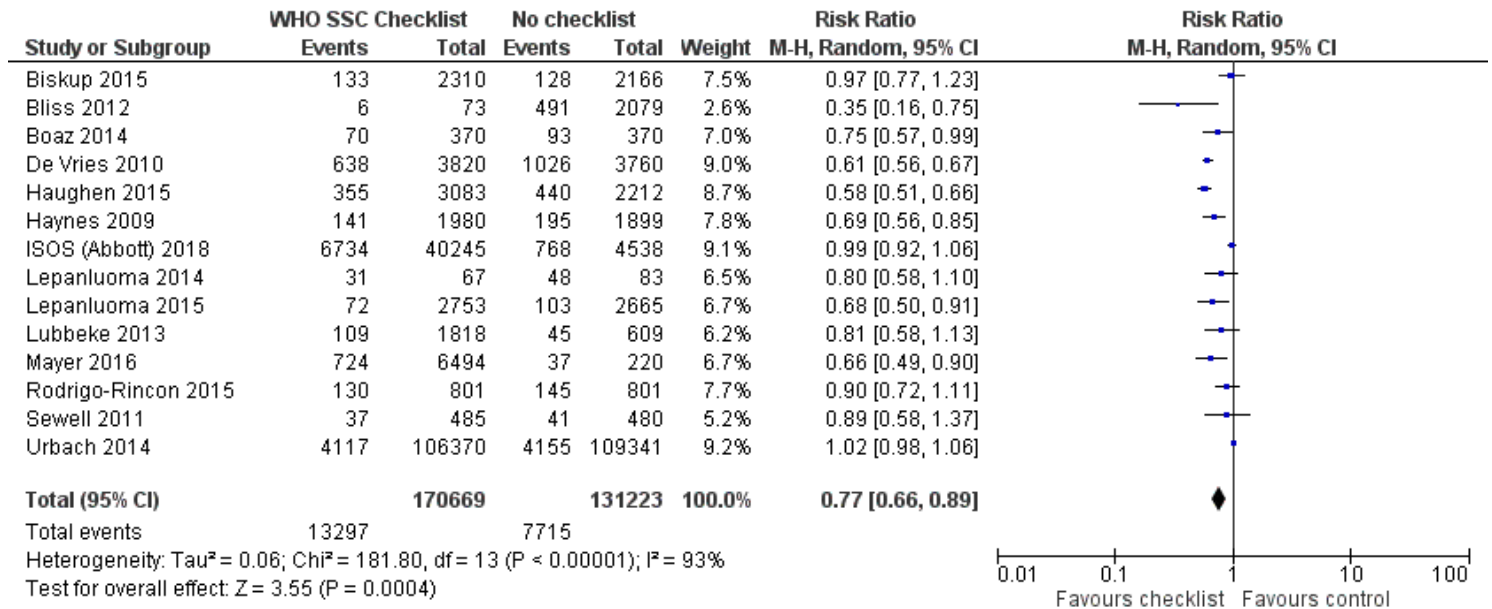 WHO SSC Checklist No checklist Risk Ratio Risk Ratio
Study or Subgroup Events Total Events Total Weight M-H, Random, 95% CI M-H, Random, 95% CI
Biskup 2015 133 2310 128 2166 7.5% 0.97 [0.77, 1.23]
Bliss 2012 6 73 491 2079 2.6% 0.35 [0.16, 0.75]
Boaz 2014 70 370 93 370 7.0% 0.75 [0.57, 0.99]
De Vries 2010 638 3820 1026 3760 9.0% 0.61 [0.56, 0.67]
Haughen 2015 355 3083 440 2212 8.7% 0.58 [0.51, 0.66]
Haynes 2009 141 1980 195 1899 7.8% 0.69 [0.56, 0.85]
ISOS (Abbott) 2018 6734 40245 768 4538 9.1% 0.99 [0.92, 1.06]
Lepanluoma 2014 31 67 48 83 6.5% 0.80 [0.58, 1.10]
Lepanluoma 2015 72 2753 103 2665 6.7% 0.68 [0.50, 0.91]
Lubbeke 2013 109 1818 45 609 6.2% 0.81 [0.58, 1.13]
Mayer 2016 724 6494 37 220 6.7% 0.66 [0.49, 0.90]
Rodrigo-Rincon 2015 130 801 145 801 7.7% 0.90 [0.72, 1.11]
Sewell 2011 37 485 41 480 5.2% 0.89 [0.58, 1.37]
Urbach 2014 4117 106370 4155 109341 9.2% 1.02 [0.98, 1.06]
Total (95% CI) 170669 131223 100.0% 0.77 [0.66, 0.89]
Total events 13297 7715
Heterogeneity: Tau² = 0.06; Chi² = 181.80, df = 13 (P < 0.00001); I² = 93%
Test for overall effect: Z = 3.55 (P = 0.0004)
0.01 0.1 1 10 100
Favours checklist Favours control